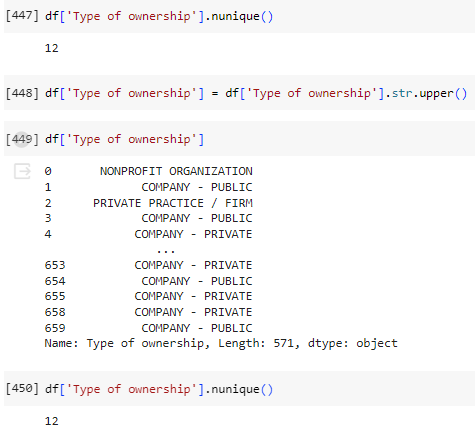 [447] df['Type of ownership'].nunique()
12
[448] df['Type of ownership'] = df['Type of ownership'].str.upper()
[449] df['Type of ownership']
0 NONPROFIT ORGANIZATION
1 COMPANY - PUBLIC
2 PRIVATE PRACTICE / FIRM
3 COMPANY - PUBLIC
4 COMPANY - PRIVATE
...
653 COMPANY - PRIVATE
654 COMPANY - PUBLIC
655 COMPANY - PRIVATE
658 COMPANY - PRIVATE
659 COMPANY - PUBLIC
Name: Type of ownership, Length: 571, dtype: object
[450] df['Type of ownership'].nunique()
12